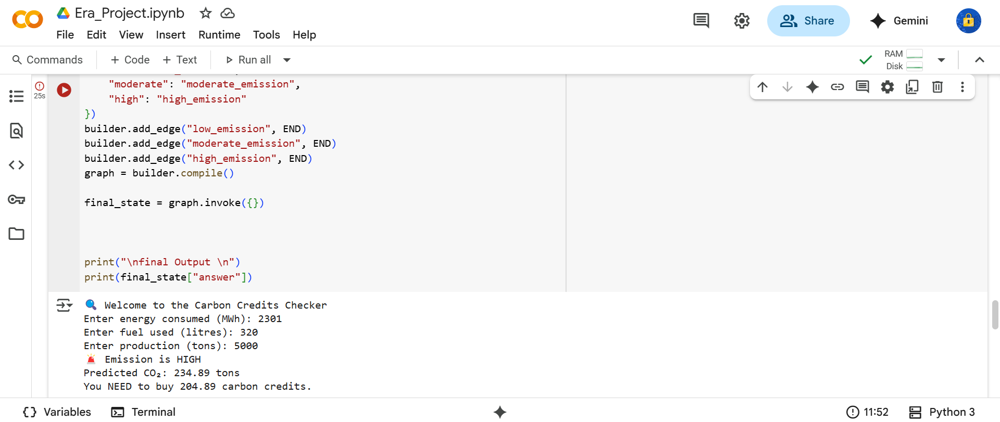 Era_Project.ipynb
File Edit View Insert Runtime Tools Help
Share
Gemini
Commands + Code + Text Run all
RAM
Disk
25s
"moderate": "moderate_emission",
"high": "high_emission"
})
builder.add_edge("low_emission", END)
builder.add_edge("moderate_emission", END)
builder.add_edge("high_emission", END)
graph = builder.compile()
final_state = graph.invoke({})
print("\nfinal Output \n")
print(final_state["answer"])
🔍 Welcome to the Carbon Credits Checker
Enter energy consumed (MWh): 2301
Enter fuel used (litres): 320
Enter production (tons): 5000
🚨 Emission is HIGH
Predicted CO₂: 234.89 tons
You NEED to buy 204.89 carbon credits.
Variables Terminal
11:52 Python 3